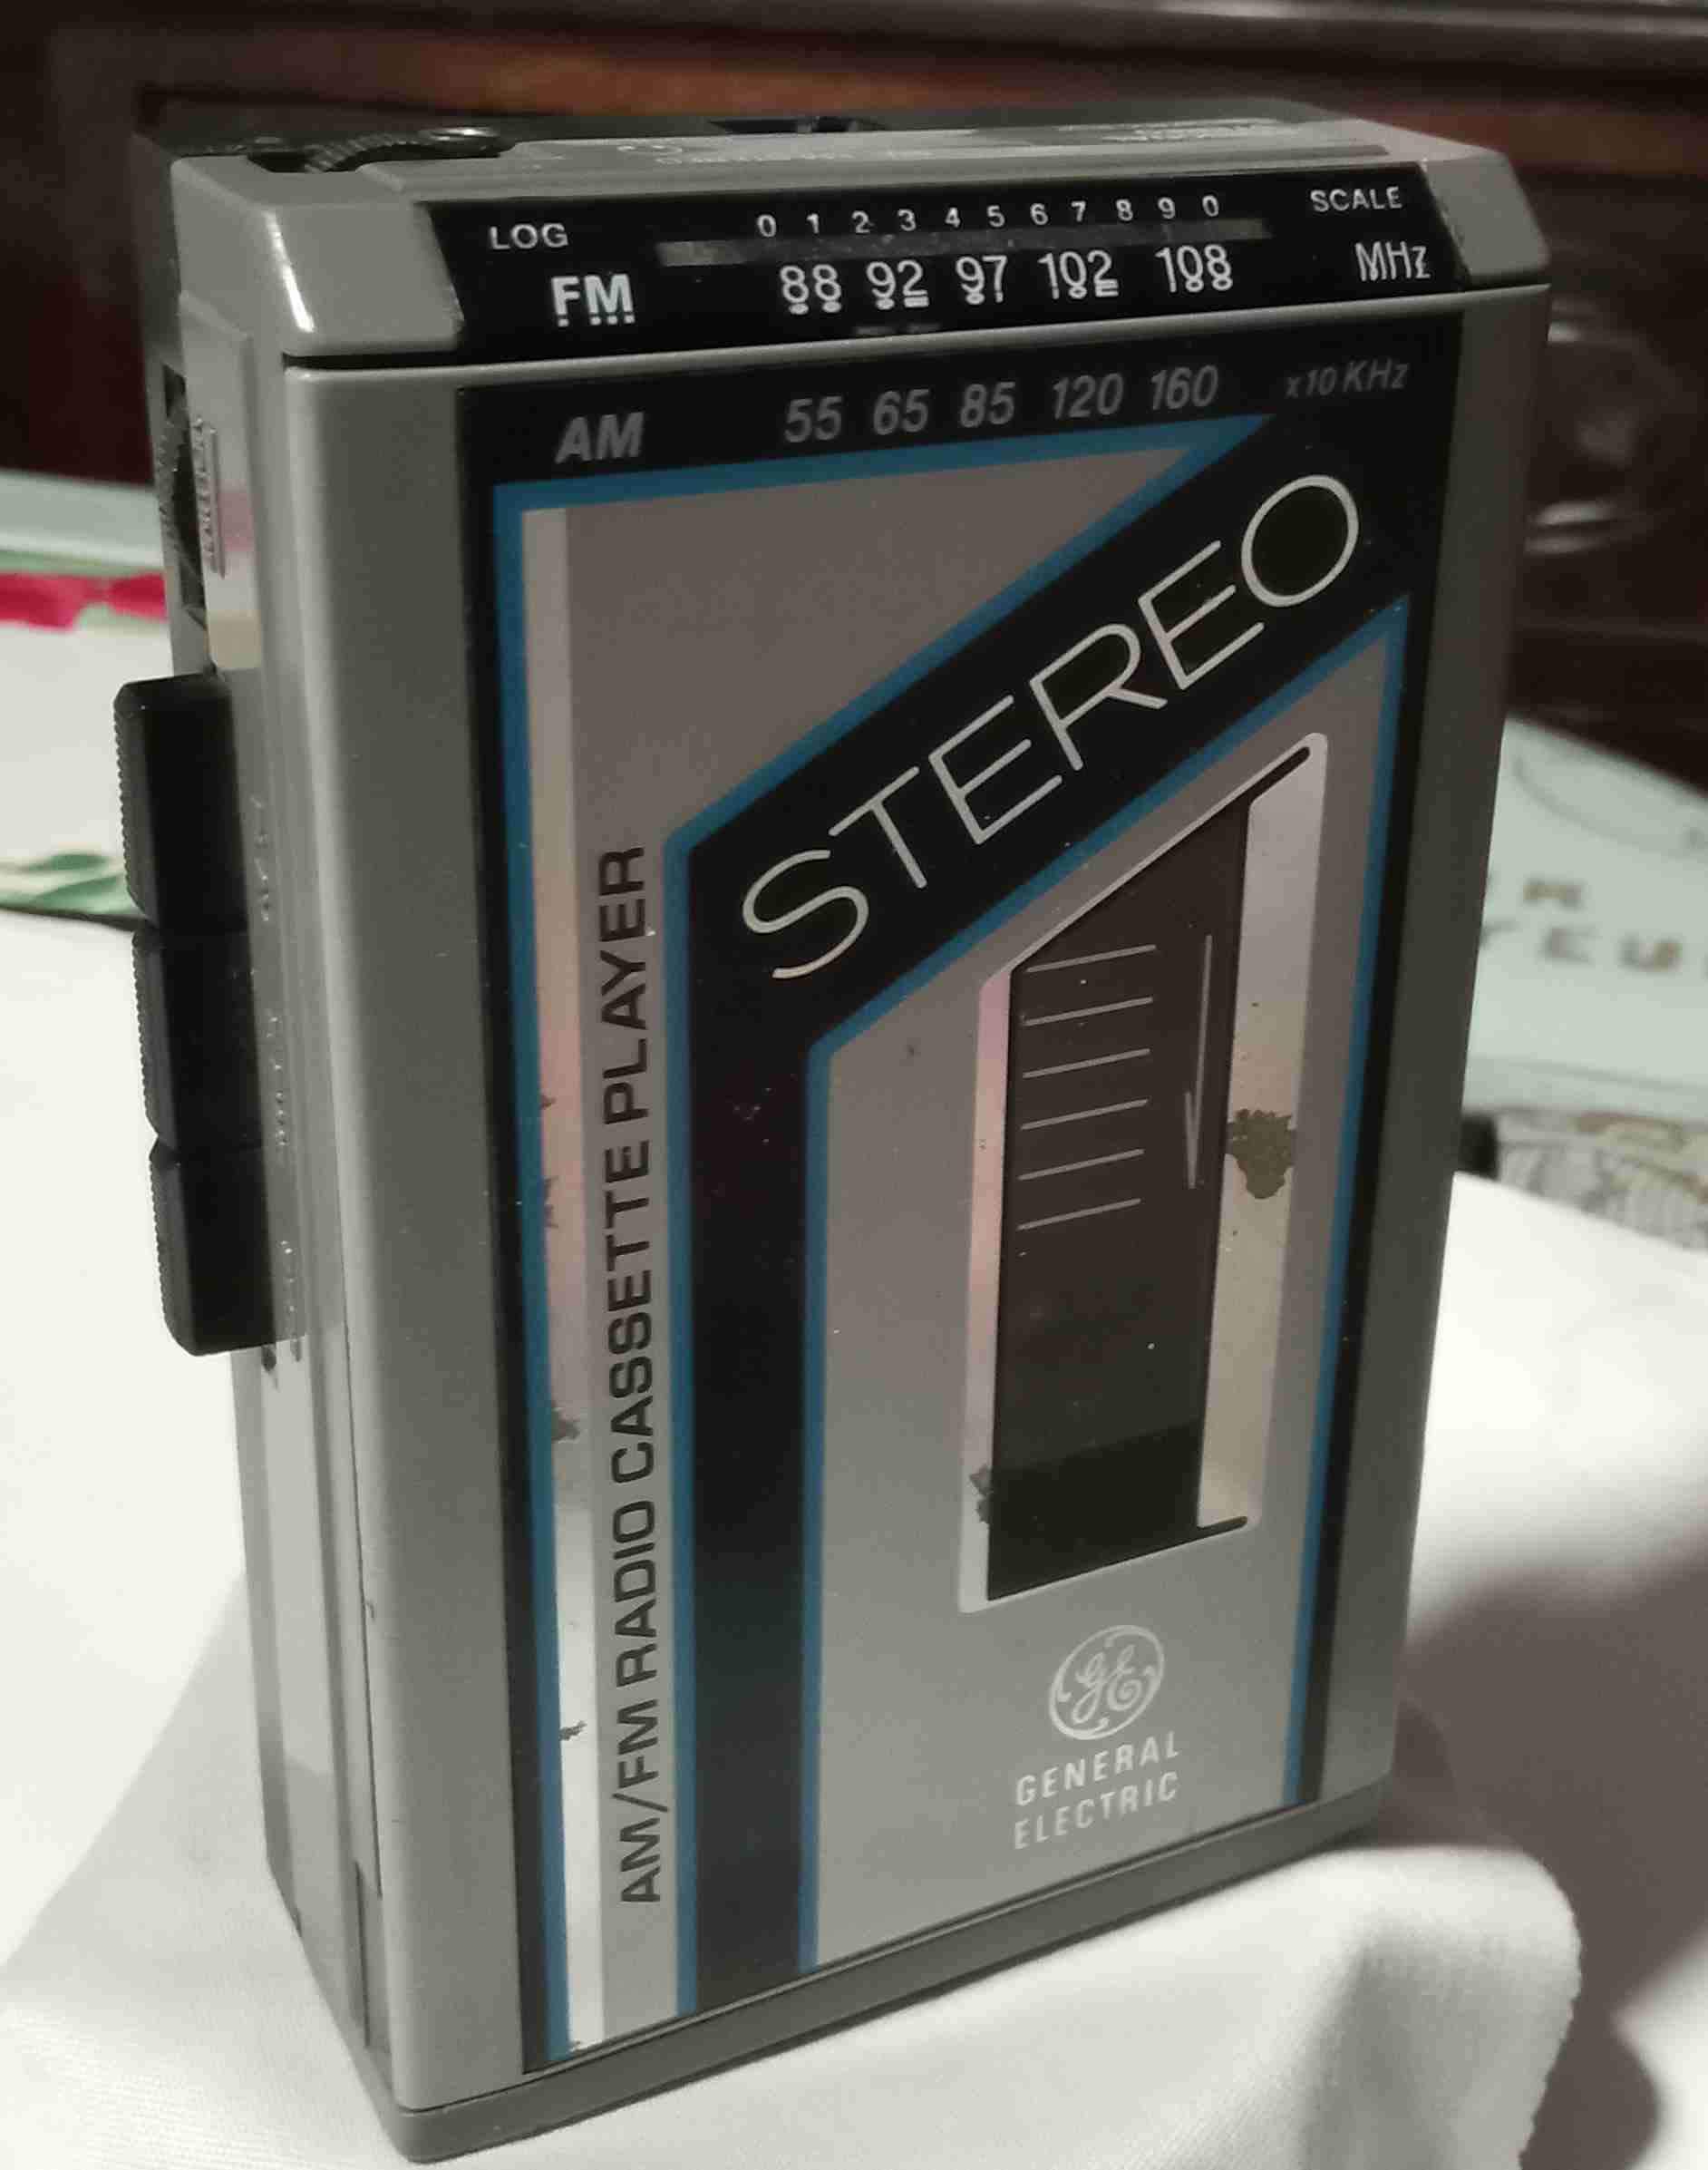 LOG 0 1 2 3 4 5 6 7 8 9 0 SCALE
FM 88 92 97 102 108 MHz
AM 55 65 85 120 160 x10 KHz
STEREO
AM/FM RADIO CASSETTE PLAYER
GE
GENERAL
ELECTRIC